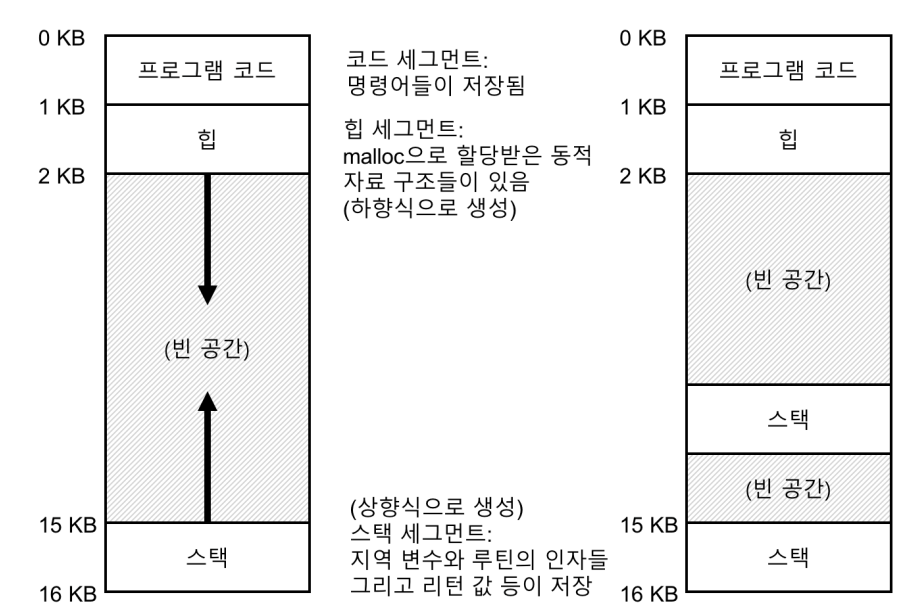 0 KB
프로그램 코드
1 KB
힙
2 KB
(빈 공간)
15 KB
스택
16 KB
코드 세그먼트:
명령어들이 저장됨
힙 세그먼트:
malloc으로 할당받은 동적
자료 구조들이 있음
(하향식으로 생성)
(상향식으로 생성)
스택 세그먼트:
지역 변수와 루틴의 인자들
그리고 리턴 값 등이 저장
0 KB
프로그램 코드
1 KB
힙
2 KB
(빈 공간)
스택
(빈 공간)
15 KB
스택
16 KB